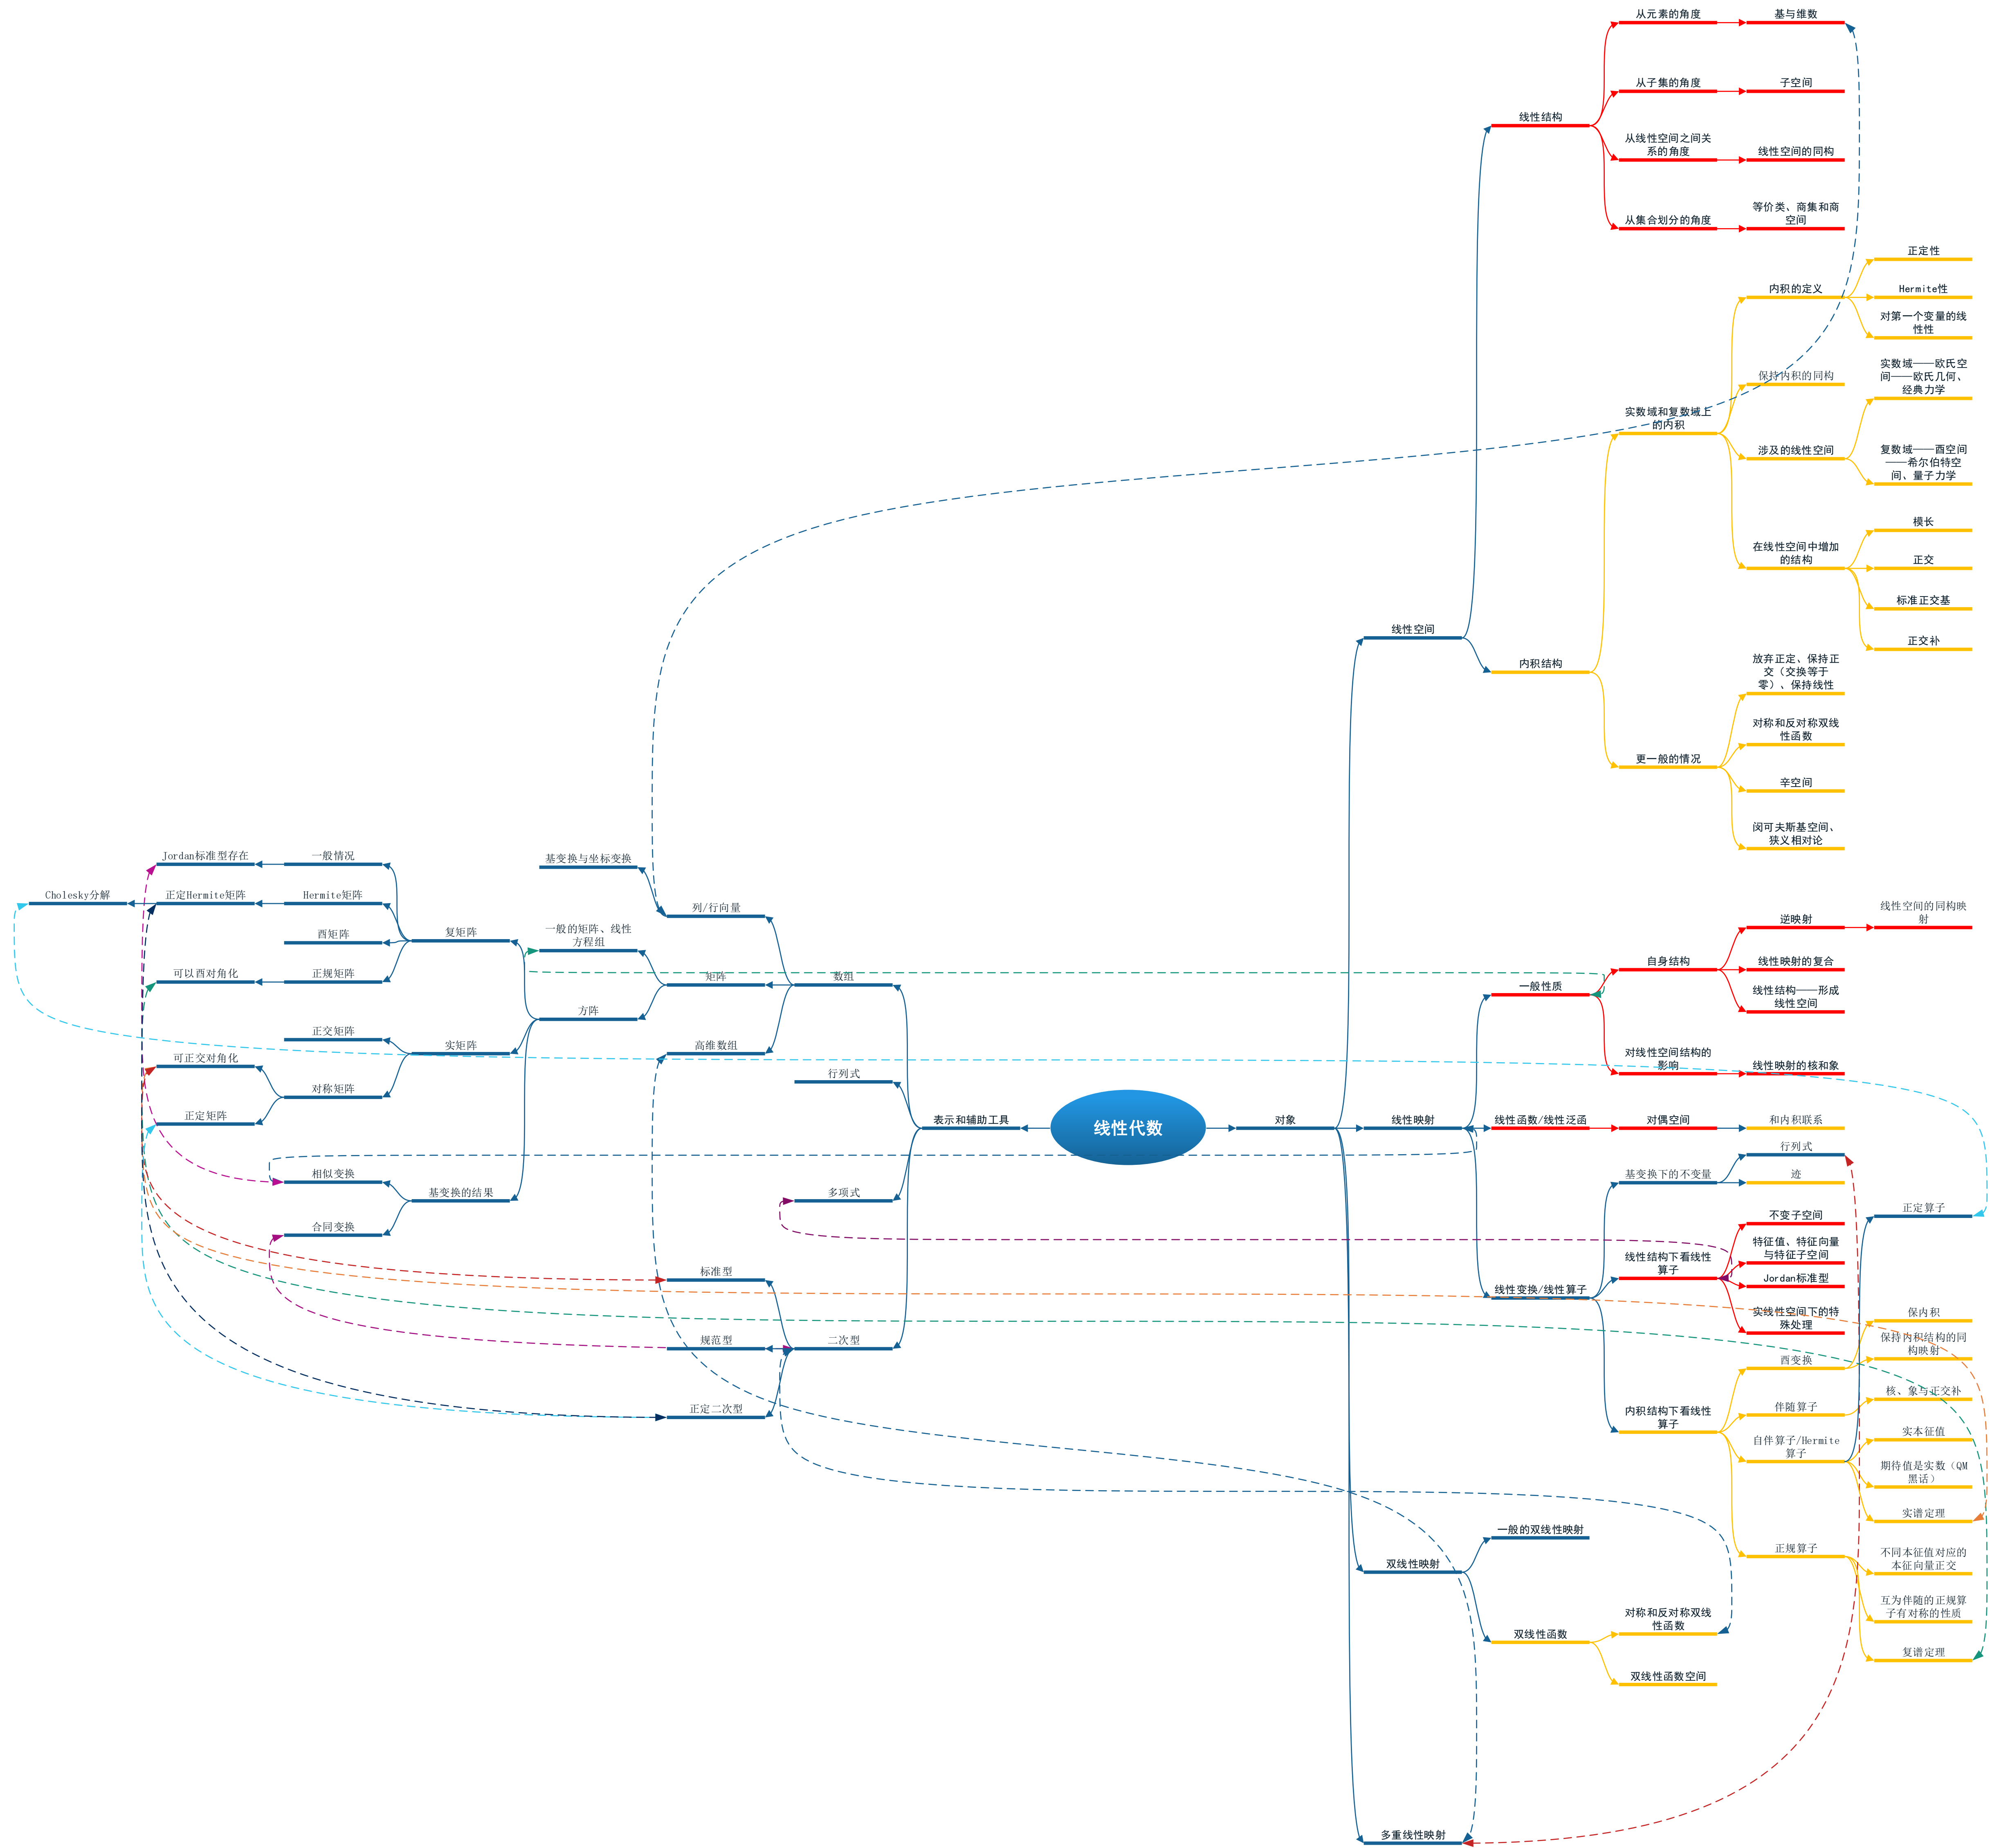 线性代数
对象
线性空间
线性结构
从元素的角度
基与维数
从子集的角度
子空间
从线性空间之间关
系的角度
线性空间的同构
从集合划分的角度
等价类、商集和商
空间
内积结构
实数域和复数域上
的内积
内积的定义
正定性
Hermite性
对第一个变量的线
性性
保持内积的同构
涉及的线性空间
实数域——欧氏空
间——欧氏几何、
经典力学
复数域——酉空间
——希尔伯特空
间、量子力学
在线性空间中增加
的结构
模长
正交
标准正交基
正交补
更一般的情况
放弃正定、保持正
交（交换等于
零）、保持线性
对称和反对称双线
性函数
辛空间
闵可夫斯基空间、
狭义相对论
线性映射
一般性质
自身结构
逆映射
线性空间的同构映
射
线性映射的复合
线性结构——形成
线性空间
对线性空间结构的
影响
线性映射的核和象
线性函数/线性泛函
对偶空间
和内积联系
线性变换/线性算子
基变换下的不变量
行列式
迹
线性结构下看线性
算子
不变子空间
特征值、特征向量
与特征子空间
Jordan标准型
实线性空间下的特
殊处理
内积结构下看线性
算子
酉变换
保内积
保持内积结构的同
构映射
伴随算子
核、象与正交补
自伴算子/Hermite
算子
正定算子
实本征值
期待值是实数（QM
黑话）
实谱定理
正规算子
不同本征值对应的
本征向量正交
互为伴随的正规算
子有对称的性质
复谱定理
双线性映射
一般的双线性映射
双线性函数
对称和反对称双线
性函数
双线性函数空间
多重线性映射
表示和辅助工具
数组
列/行向量
基变换与坐标变换
矩阵
一般的矩阵、线性
方程组
方阵
复矩阵
一般情况
Jordan标准型存在
Hermite矩阵
正定Hermite矩阵
Cholesky分解
酉矩阵
正规矩阵
可以酉对角化
实矩阵
正交矩阵
对称矩阵
可正交对角化
正定矩阵
基变换的结果
相似变换
合同变换
高维数组
行列式
多项式
二次型
标准型
规范型
正定二次型